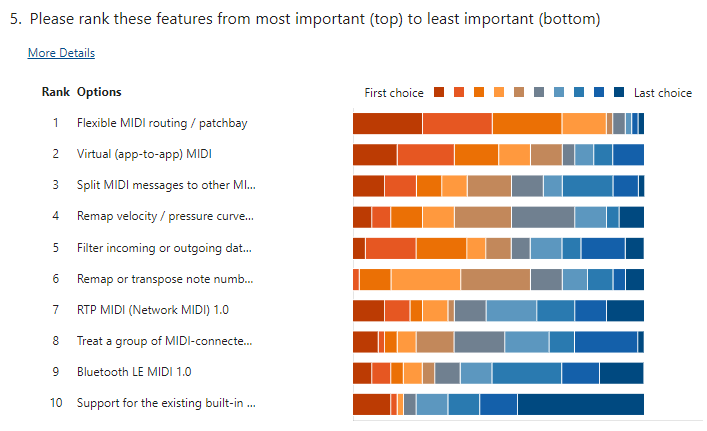 5. Please rank these features from most important (top) to least important (bottom)
More Details
Rank Options First choice Last choice
1 Flexible MIDI routing / patchbay
2 Virtual (app-to-app) MIDI
3 Split MIDI messages to other MI...
4 Remap velocity / pressure curve...
5 Filter incoming or outgoing dat...
6 Remap or transpose note numb...
7 RTP MIDI (Network MIDI) 1.0
8 Treat a group of MIDI-connecte...
9 Bluetooth LE MIDI 1.0
10 Support for the existing built-in ...